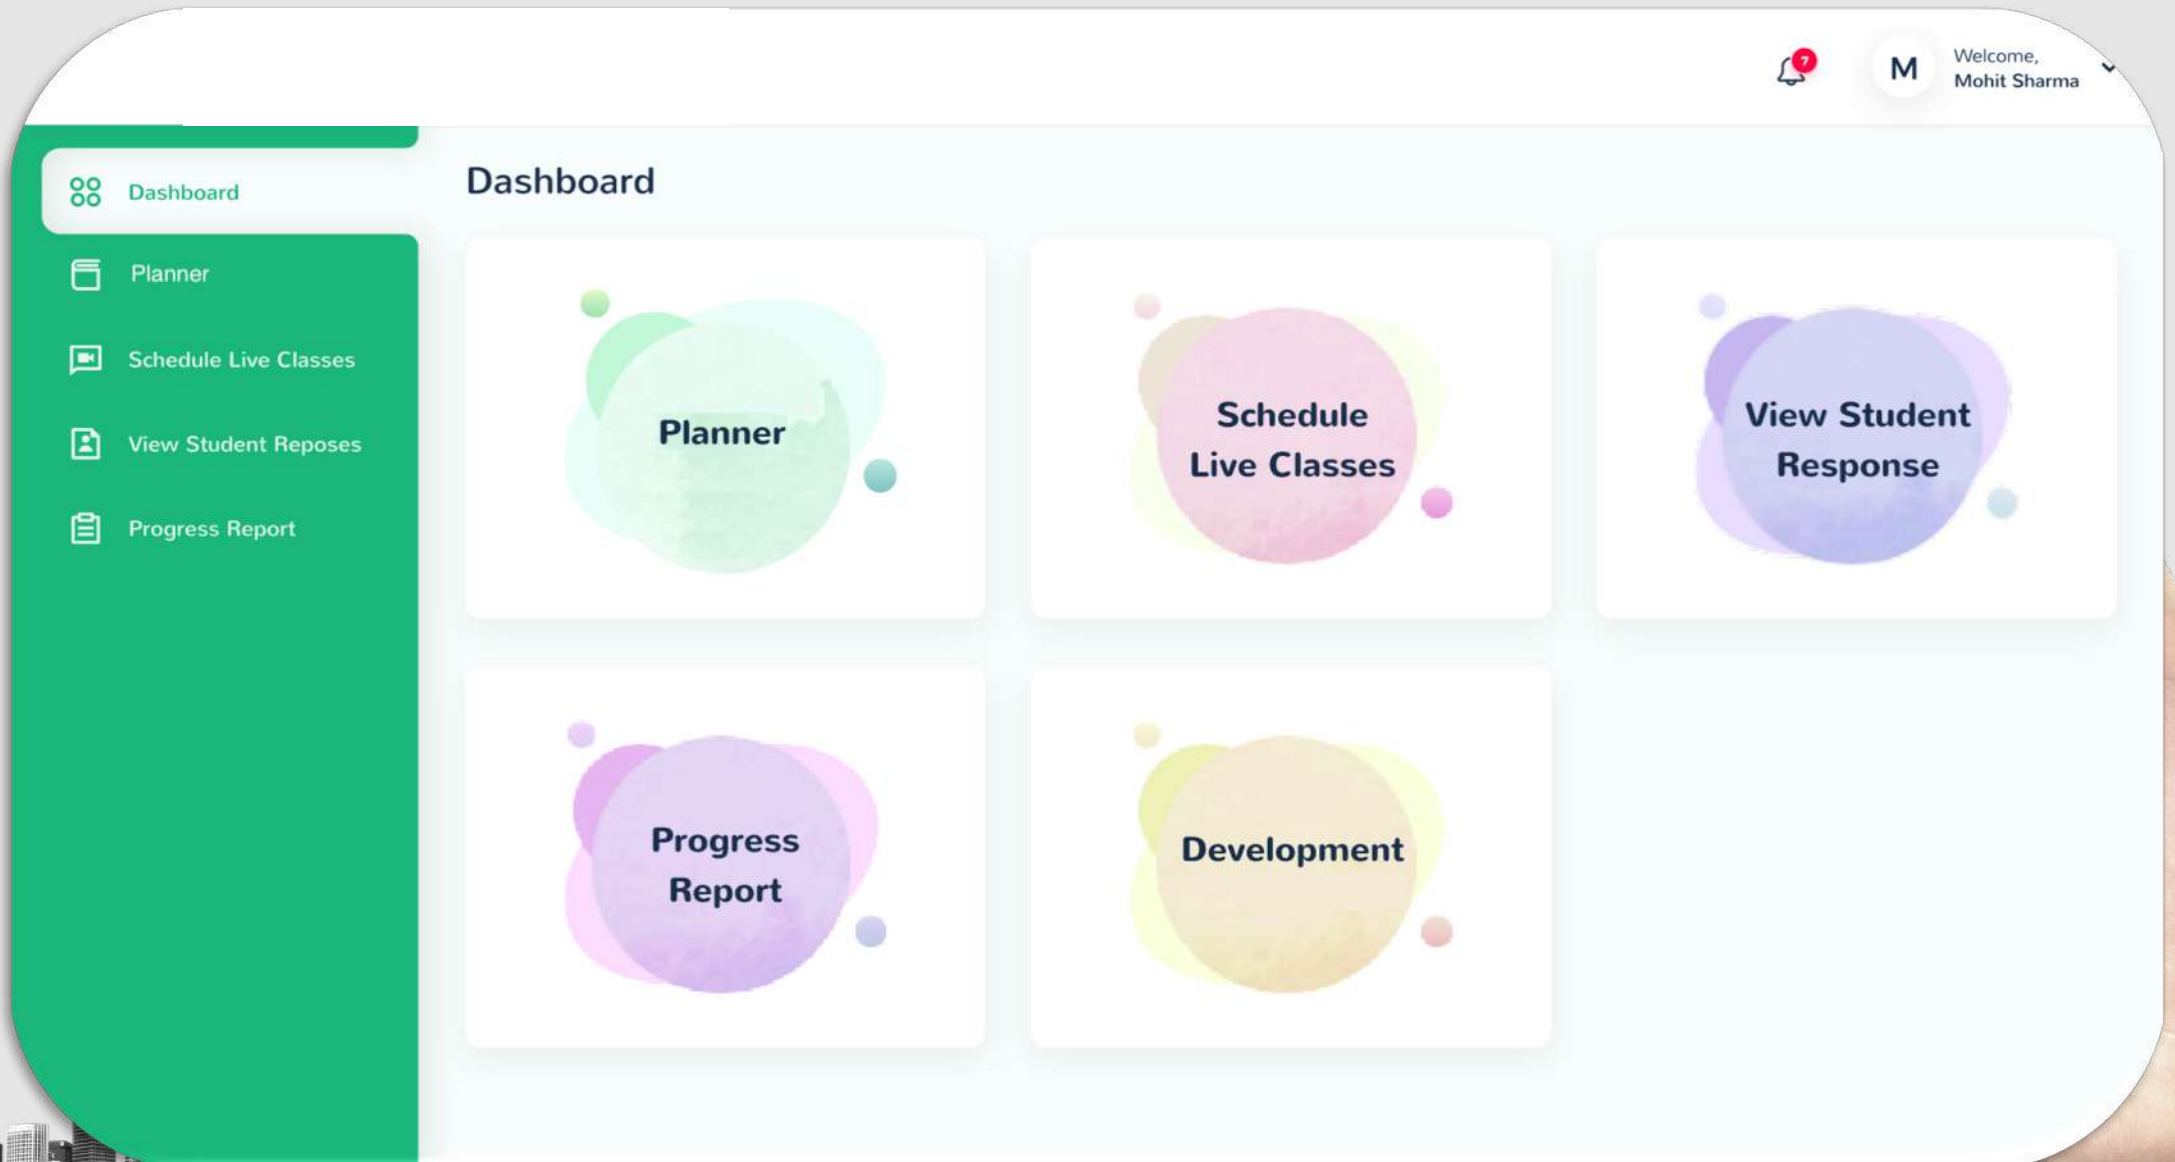 7
M
Welcome,
Mohit Sharma
Dashboard
Planner
Schedule Live Classes
View Student Reposes
Progress Report
Dashboard
Planner
Schedule
Live Classes
View Student
Response
Progress
Report
Development